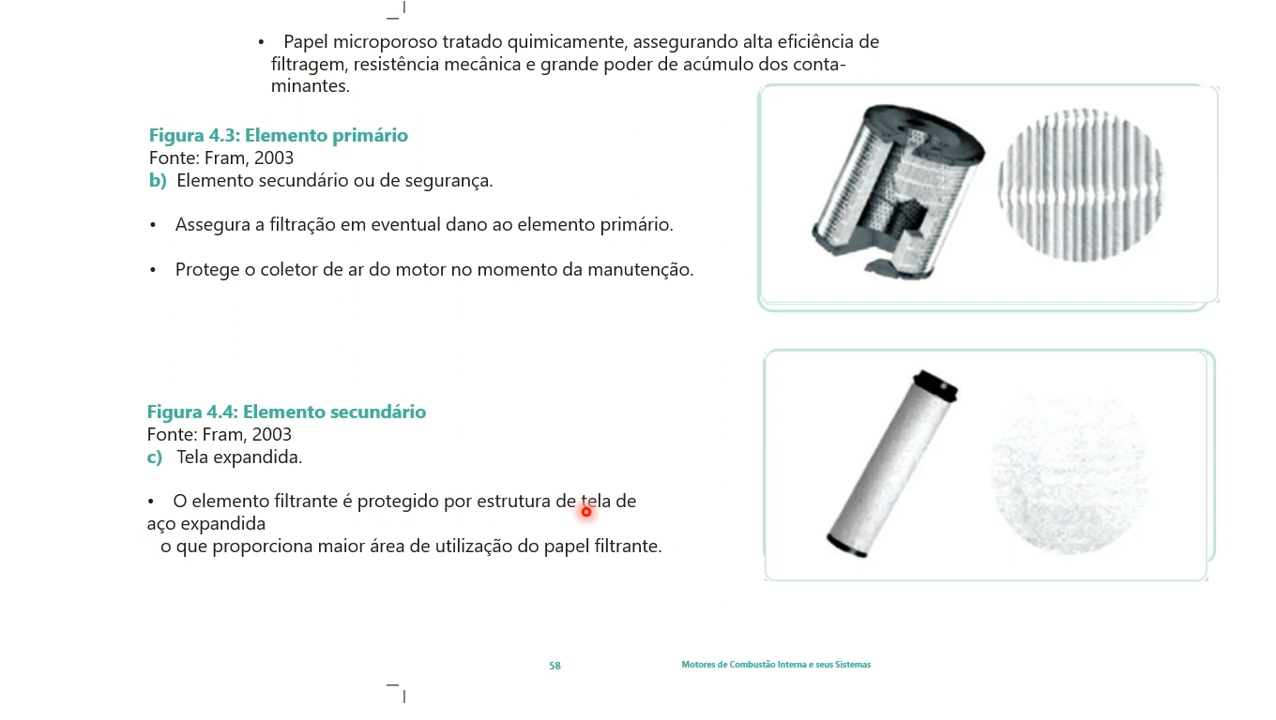 • Papel microporoso tratado quimicamente, assegurando alta eficiência de
filtragem, resistência mecânica e grande poder de acúmulo dos conta-
minantes.
Figura 4.3: Elemento primário
Fonte: Fram, 2003
b) Elemento secundário ou de segurança.
• Assegura a filtração em eventual dano ao elemento primário.
• Protege o coletor de ar do motor no momento da manutenção.
Figura 4.4: Elemento secundário
Fonte: Fram, 2003
c) Tela expandida.
• O elemento filtrante é protegido por estrutura de tela de
aço expandida
o que proporciona maior área de utilização do papel filtrante.
58 Motores de Combustão Interna e seus Sistemas